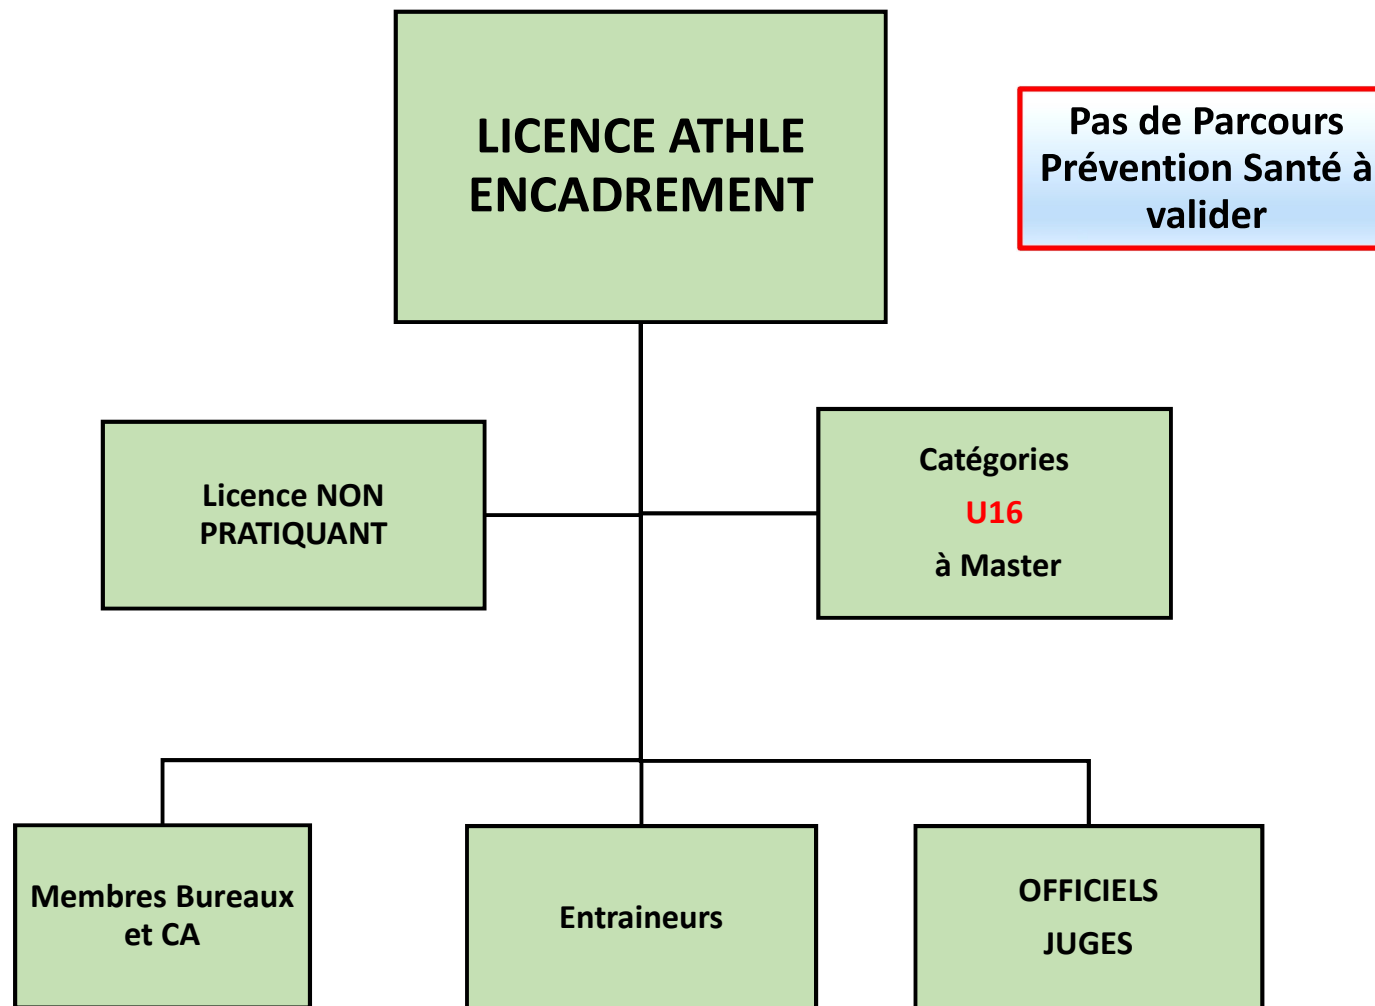 LICENCE ATHLE
ENCADREMENT
Pas de Parcours
Prévention Santé à
valider
Licence NON
PRATIQUANT
Catégories
U16
à Master
Membres Bureaux
et CA
Entraineurs
OFFICIELS
JUGES